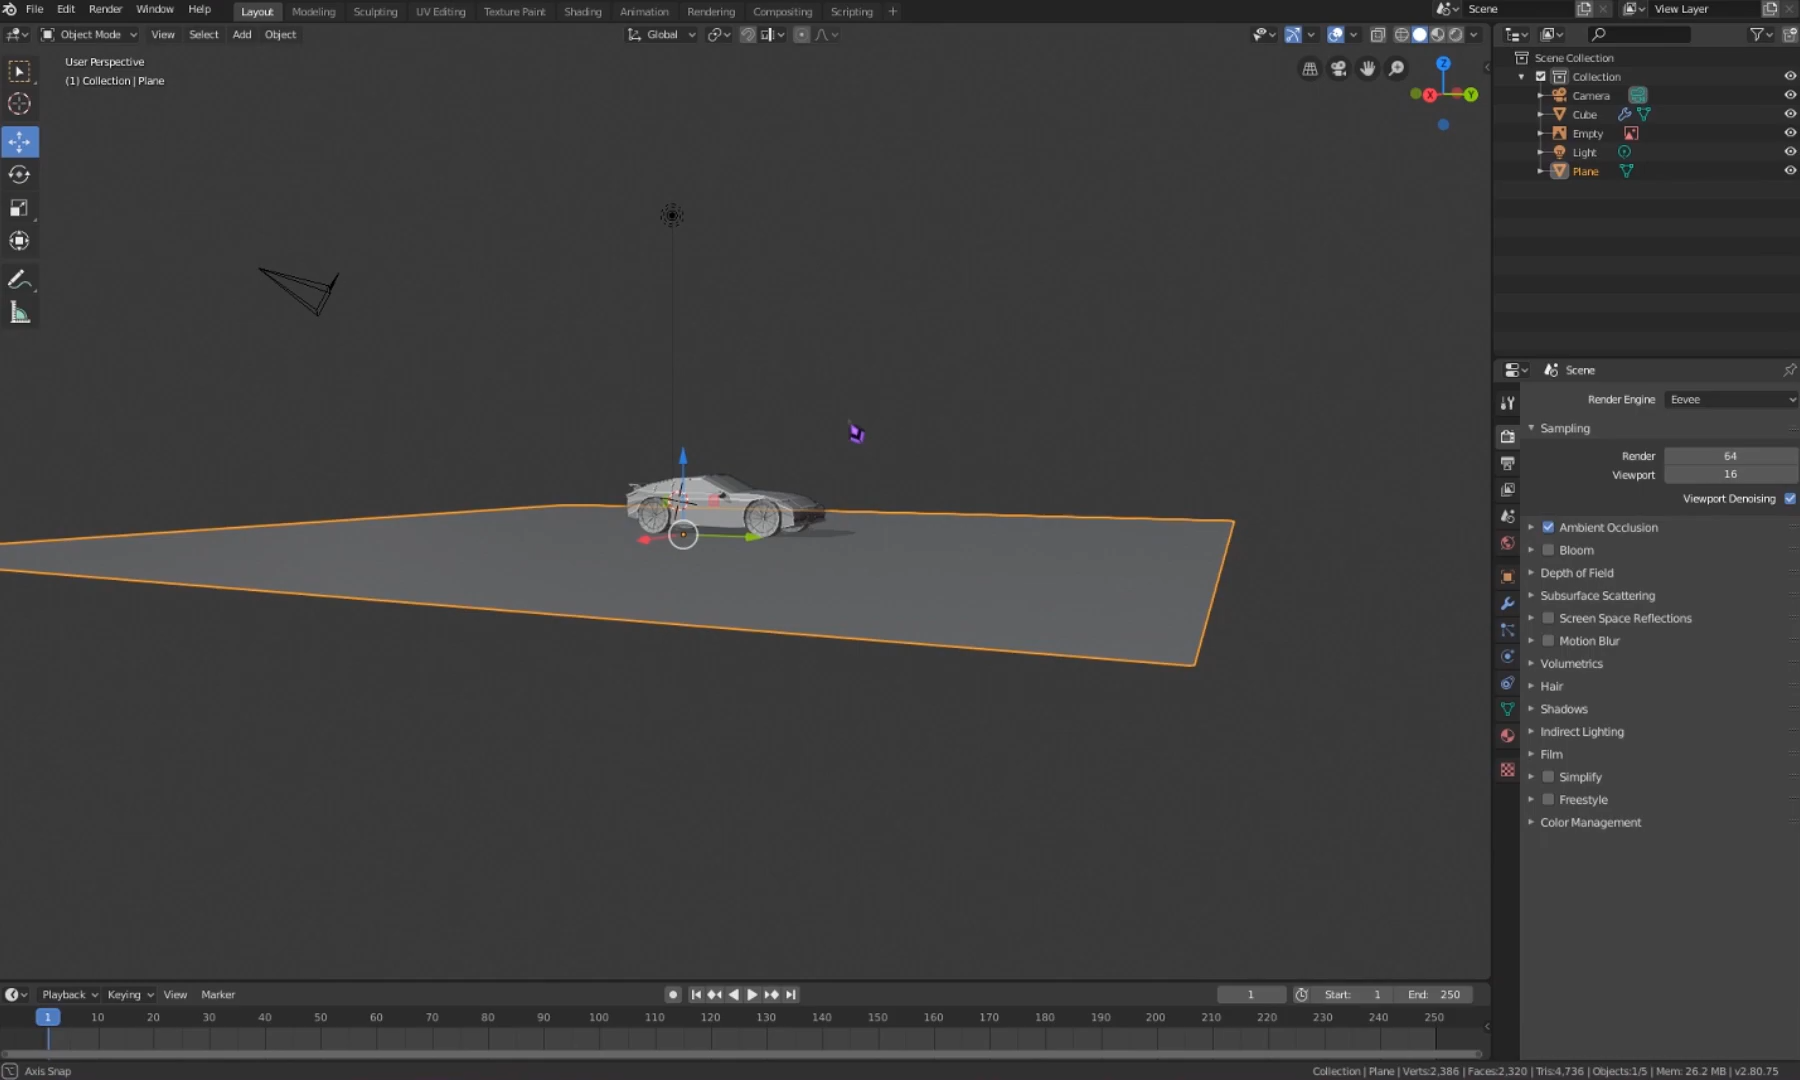 File Edit Render Window Help Layout Modeling Sculpting UV Editing Texture Paint Shading Animation Rendering Compositing Scripting + Scene View Layer
Object Mode View Select Add Object Global
User Perspective
(1) Collection | Plane
Z
X Y
Scene Collection
Collection
Camera
Cube
Empty
Light
Plane
Scene
Render Engine Eevee
Sampling
Render 64
Viewport 16
Viewport Denoising
Ambient Occlusion
Bloom
Depth of Field
Subsurface Scattering
Screen Space Reflections
Motion Blur
Volumetrics
Hair
Shadows
Indirect Lighting
Film
Simplify
Freestyle
Color Management
Playback Keying View Marker 1 Start: 1 End: 250
1 10 20 30 40 50 60 70 80 90 100 110 120 130 140 150 160 170 180 190 200 210 220 230 240 250
Axis Snap Collection | Plane | Verts:2,386 | Faces:2,320 | Tris:4,736 | Objects:1/5 | Mem: 26.2 MB | v2.80.75